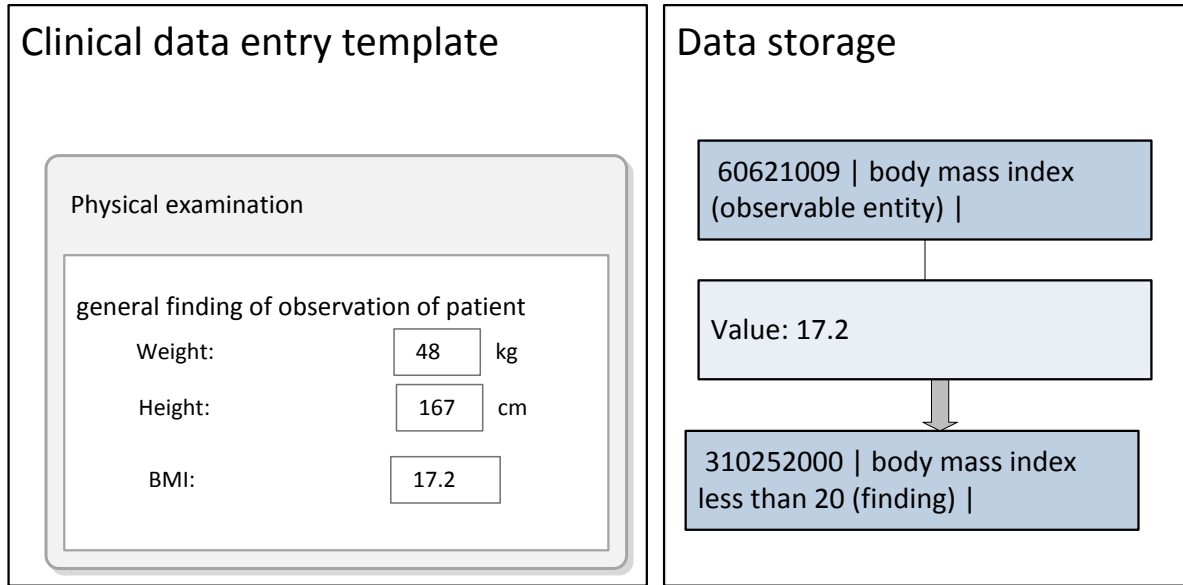 Clinical data entry template
Physical examination
general finding of observation of patient
Weight: 48 kg
Height: 167 cm
BMI: 17.2
Data storage
60621009 | body mass index
(observable entity) |
Value: 17.2
310252000 | body mass index
less than 20 (finding) |